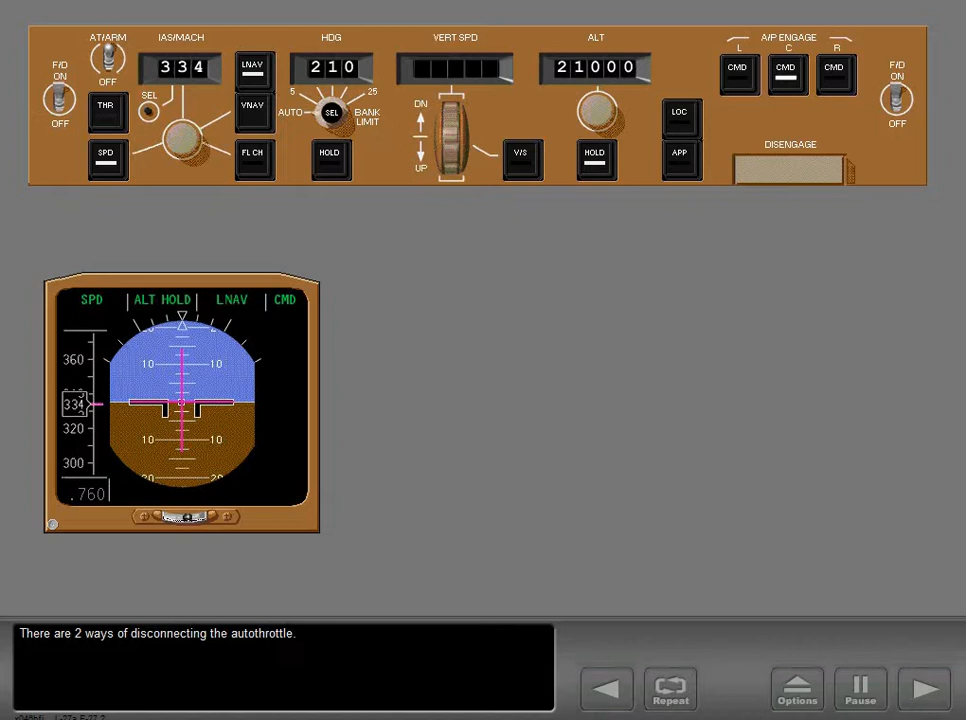 AT/ARM IAS/MACH HDG VERT SPD ALT A/P ENGAGE
L C R
F/D ON OFF
OFF
334
LNAV
210
21000
CMD CMD CMD
F/D ON OFF
SEL
THR
VNAV
5 25
AUTO SEL BANK LIMIT
DN
UP
LOC
SPD
FL CH
HOLD
V/S
HOLD
APP
DISENGAGE
SPD ALT HOLD LNAV CMD
360
334
320
300
.760
10 10
10 10
20 20
There are 2 ways of disconnecting the autothrottle.
Repeat Options Pause